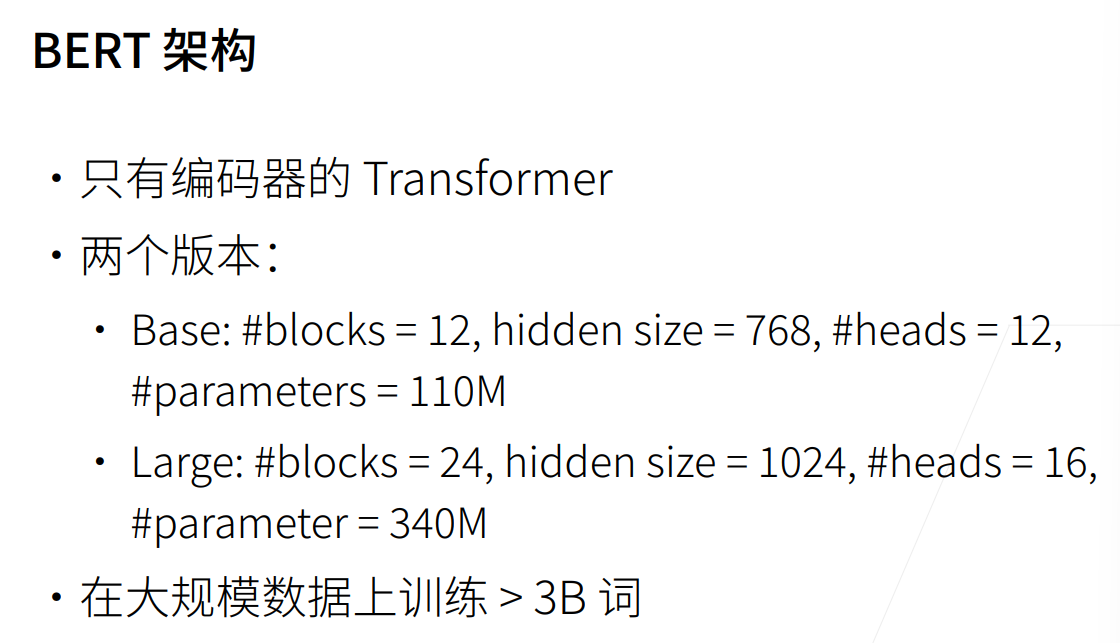 BERT 架构
• 只有编码器的 Transformer
• 两个版本：
• Base: #blocks = 12, hidden size = 768, #heads = 12,
#parameters = 110M
• Large: #blocks = 24, hidden size = 1024, #heads = 16,
#parameter = 340M
• 在大规模数据上训练 > 3B 词